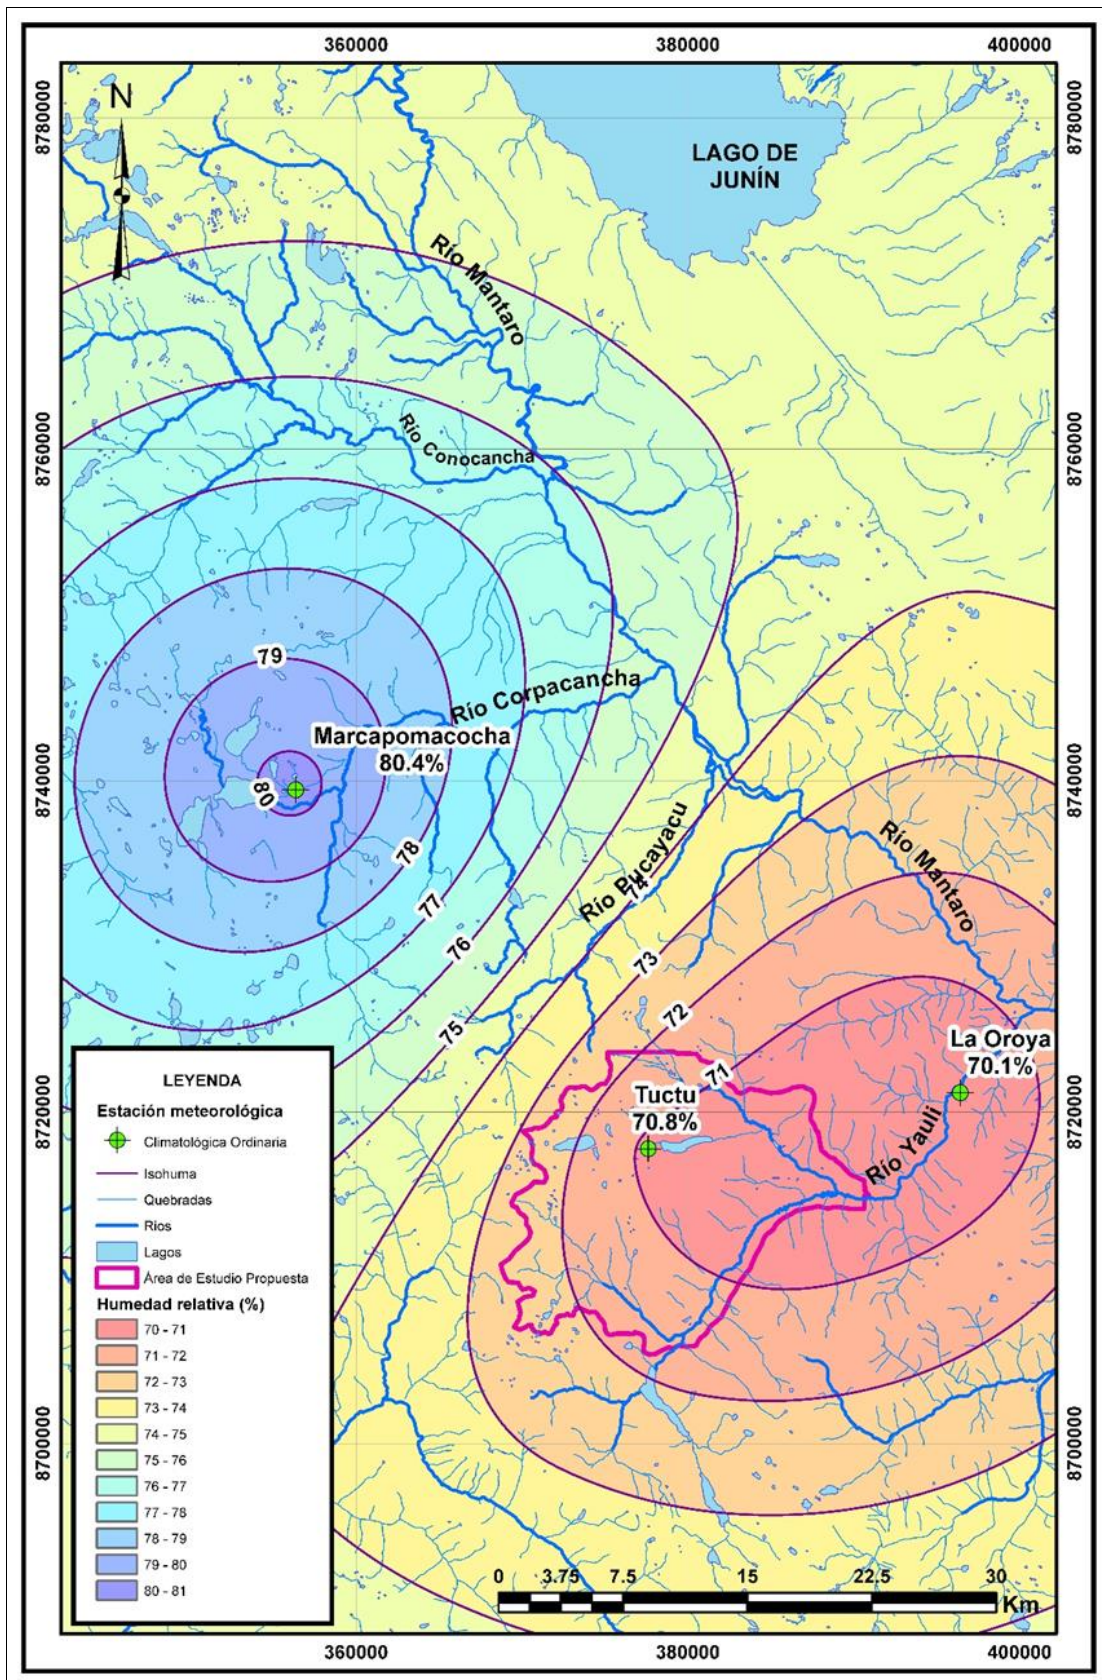 360000
380000
400000
8780000
8780000
N
LAGO DE
JUNÍN
Río Mantaro
8760000
8760000
Río Conocancha
79
Río Corpacancha
Marcapomacocha
80.4%
8740000
8740000
80
78
77
76
75
Río Pucayacu
74
73
72
71
Río Mantaro
La Oroya
70.1%
Tuctu
70.8%
8720000
8720000
Río Yauli
8700000
8700000
LEYENDA
Estación meteorológica
Climatológica Ordinaria
Isohuma
Quebradas
Rios
Lagos
Área de Estudio Propuesta
Humedad relativa (%)
70 - 71
71 - 72
72 - 73
73 - 74
74 - 75
75 - 76
76 - 77
77 - 78
78 - 79
79 - 80
80 - 81
0 3.75 7.5 15 22.5 30
Km
360000
380000
400000